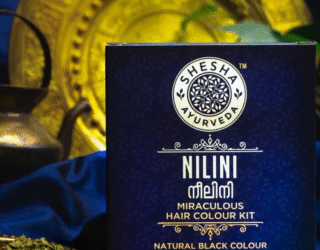 SHESHA
AYURVEDA
TM
NILINI
നീലിനി
MIRACULOUS
HAIR COLOUR KIT
NATURAL BLACK COLOUR